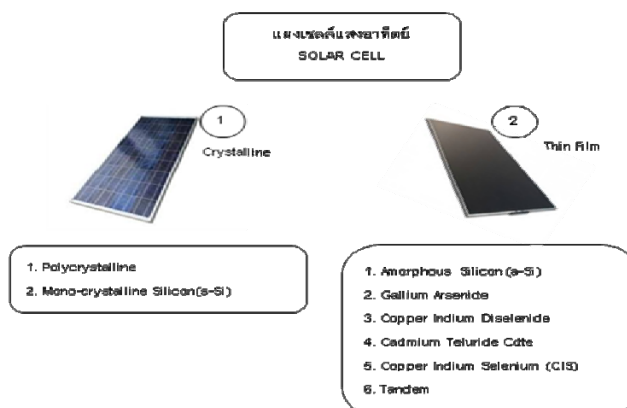 แผงเซลล์แสงอาทิตย์
SOLAR CELL
1
Crystalline
2
Thin Film
1. Polycrystalline
2. Mono-crystalline Silicon(s-Si)
1. Amorphous Silicon(a-Si)
2. Gallium Arsenide
3. Copper Indium Diselenide
4. Cadmium Teluride Cdte
5. Copper Indium Selenium (CIS)
6. Tandem